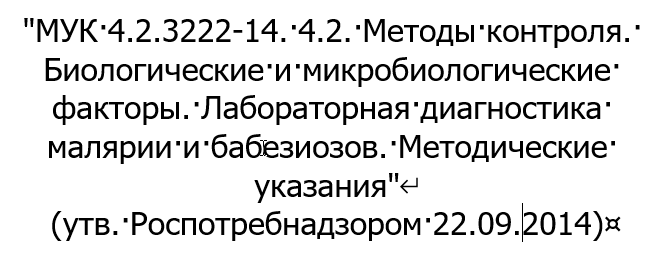 "МУК 4.2.3222-14. 4.2. Методы контроля.
Биологические и микробиологические
факторы. Лабораторная диагностика
малярии и бабезиозов. Методические
указания"
(утв. Роспотребнадзором 22.09.2014)